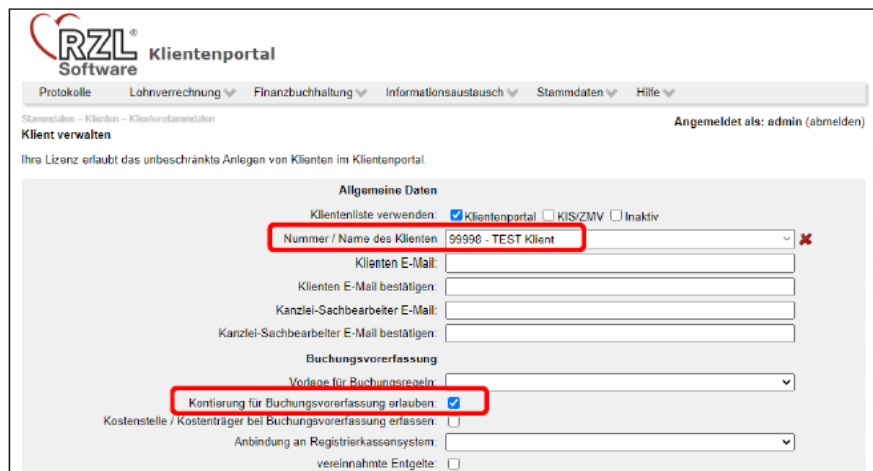 RZL®
Software
Klientenportal
Protokolle Lohnverrechnung Finanzbuchhaltung Informationsaustausch Stammdaten Hilfe
Stammdaten – Klienten – Klientenstammdaten
Angemeldet als: admin (abmelden)
Klient verwalten
Ihre Lizenz erlaubt das unbeschränkte Anlegen von Klienten im Klientenportal.
Allgemeine Daten
Klientenliste verwenden: Klientenportal KIS/ZMV Inaktiv
Nummer / Name des Klienten 99998 - TEST Klient
Klienten E-Mail:
Klienten E-Mail bestätigen:
Kanzlei-Sachbearbeiter E-Mail:
Kanzlei-Sachbearbeiter E-Mail bestätigen:
Buchungsvorerfassung
Vorlage für Buchungsregeln:
Kontierung für Buchungsvorerfassung erlauben:
Kostenstelle / Kostenträger bei Buchungsvorerfassung erfassen:
Anbindung an Registrierkassensystem:
vereinnahmte Entgelte: